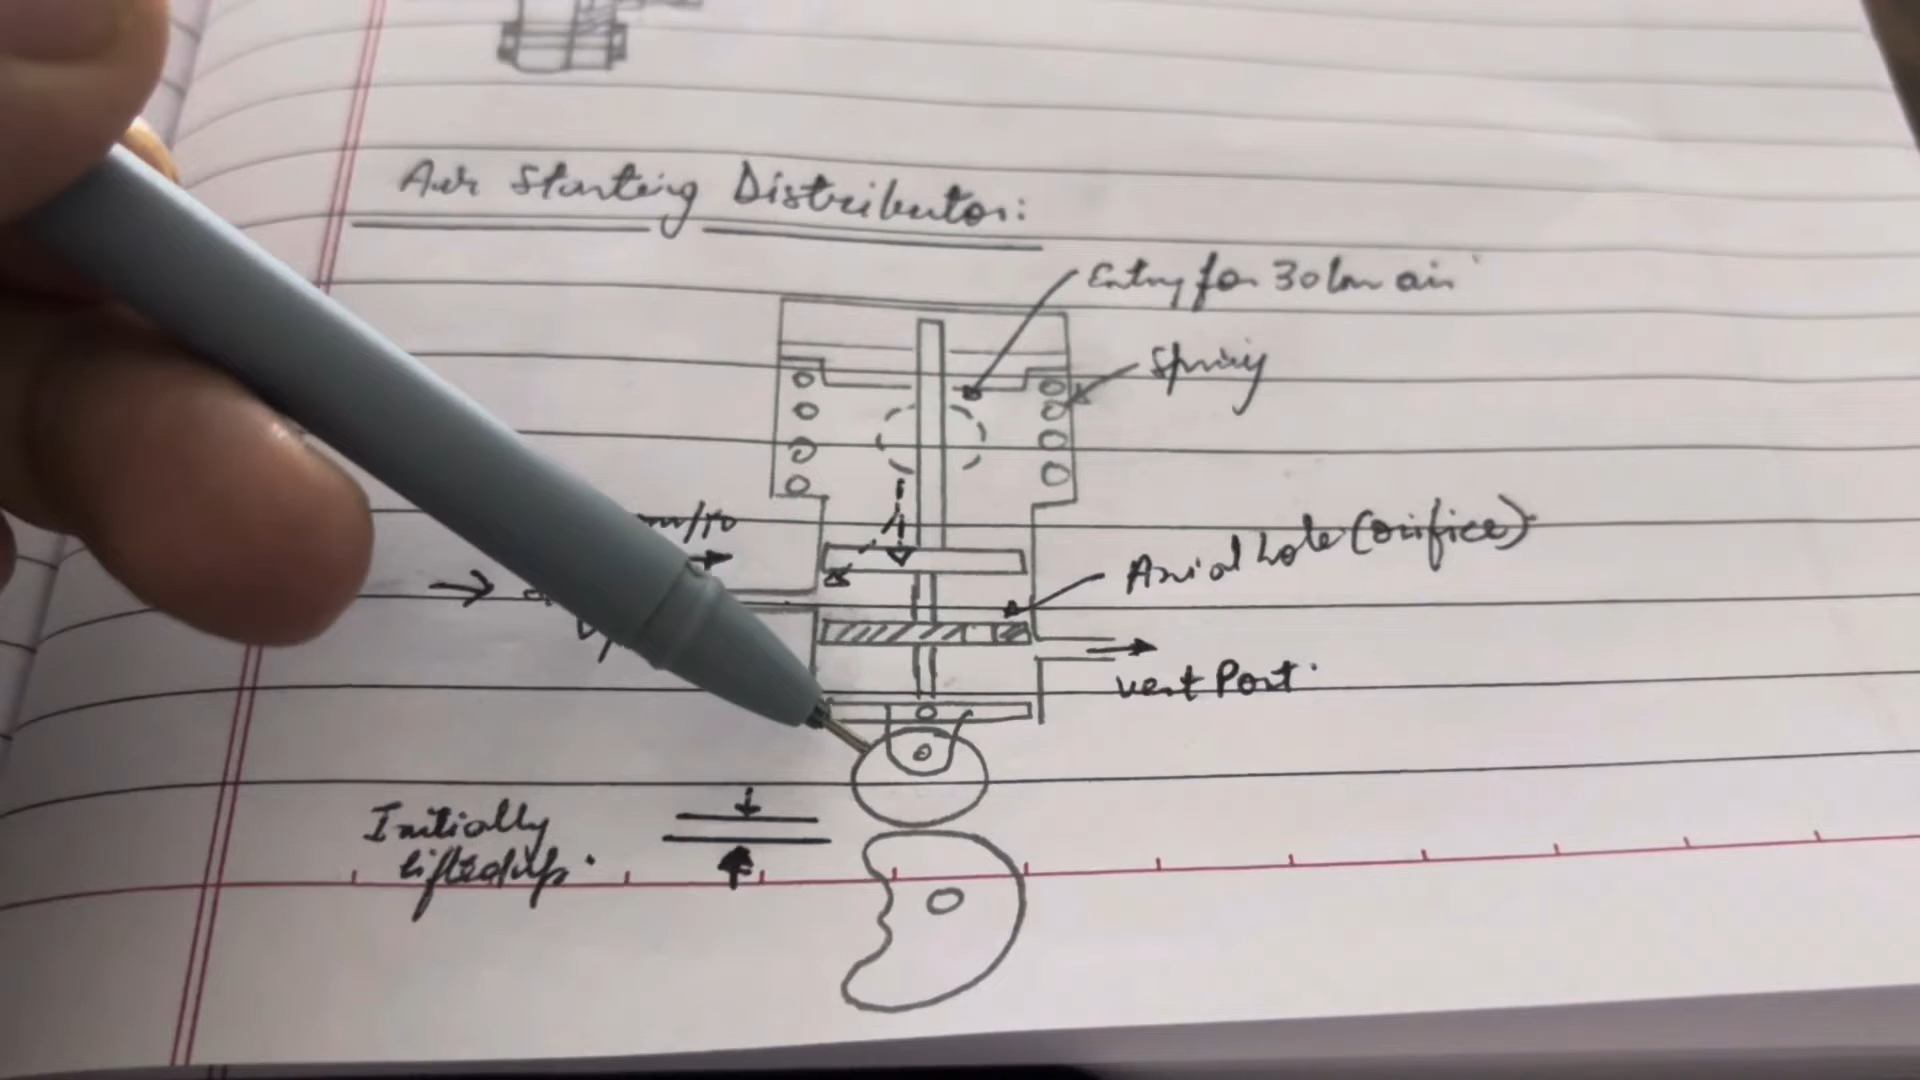 Air Starting Distributor:
Entry for 30 bar air
Spring
Axial hole (orifice)
vent Port.
Initially
lifted up.